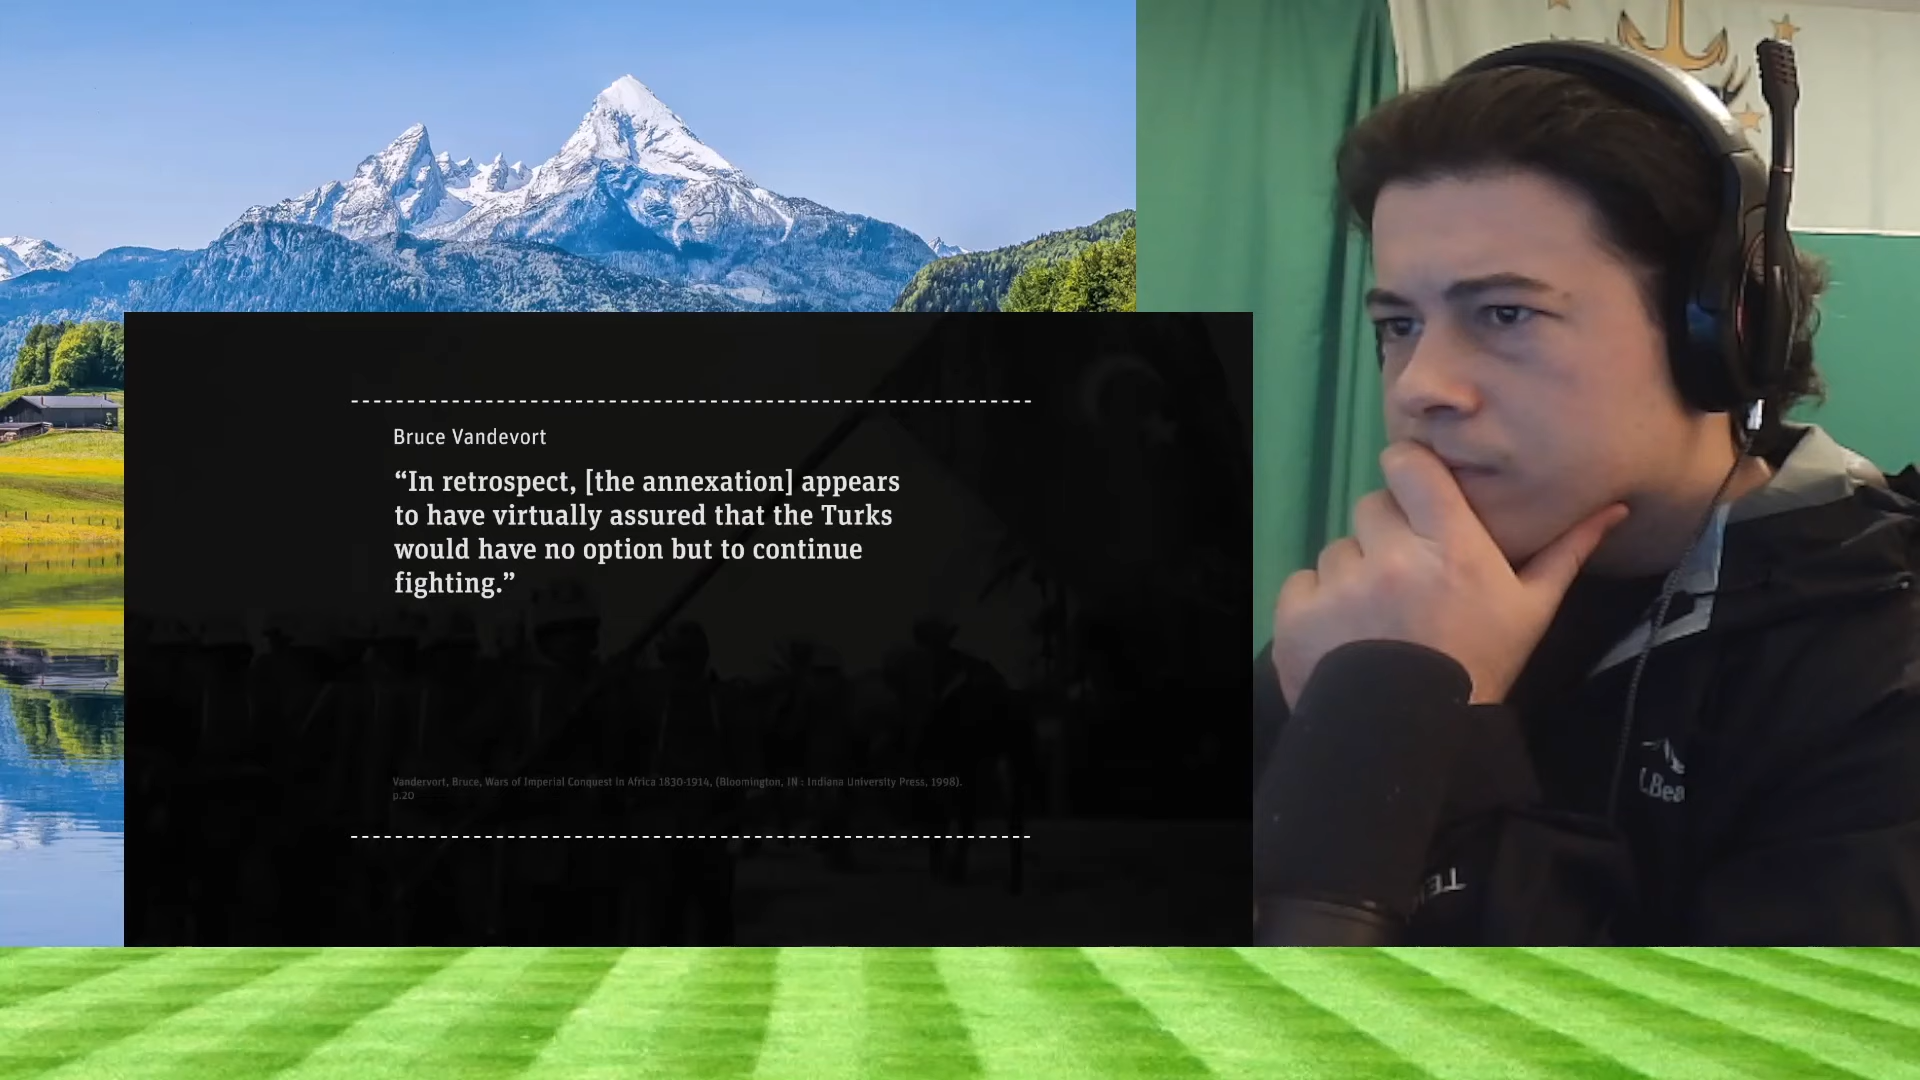 Bruce Vandevort
“In retrospect, [the annexation] appears
to have virtually assured that the Turks
would have no option but to continue
fighting.”
Vandervort, Bruce, Wars of Imperial Conquest in Africa 1830-1914, (Bloomington, IN : Indiana University Press, 1998).
p.20